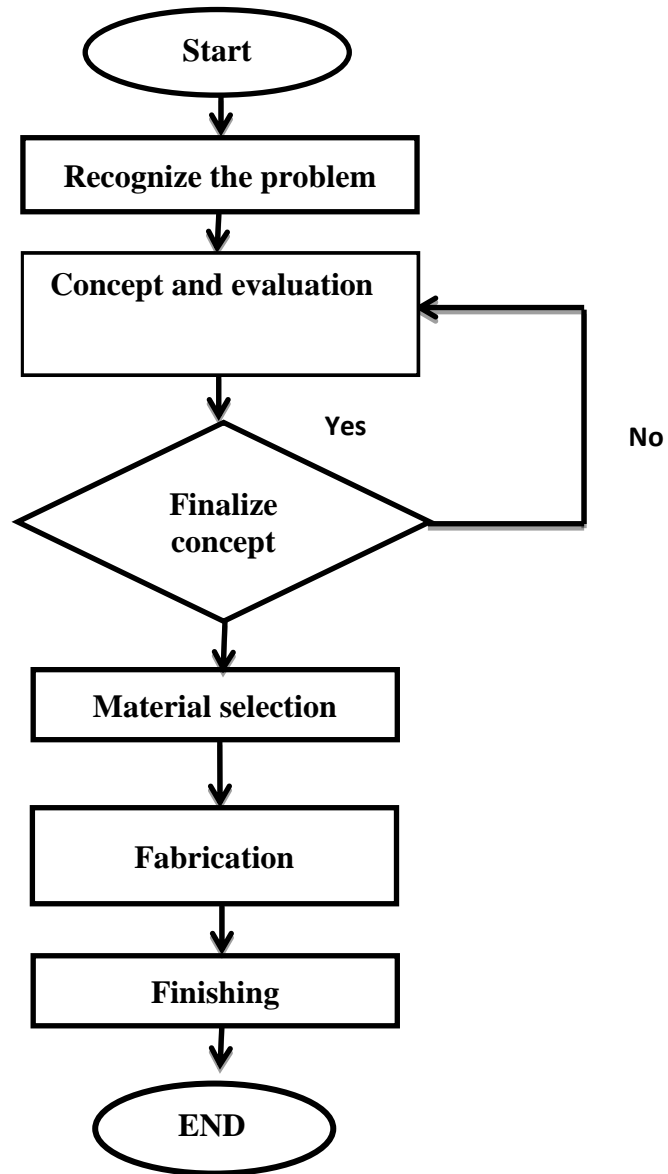 Start
Recognize the problem
Concept and evaluation
Yes
No
Finalize
concept
Material selection
Fabrication
Finishing
END